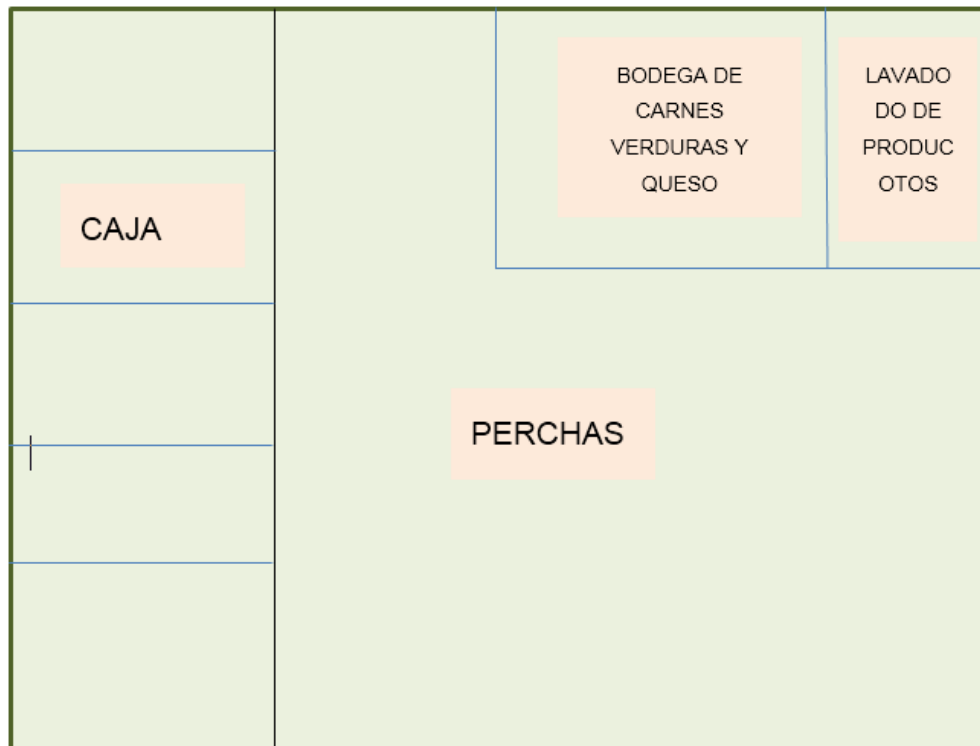 BODEGA DE
CARNES
VERDURAS Y
QUESO
LAVADO
DO DE
PRODUC
OTOS
CAJA
PERCHAS